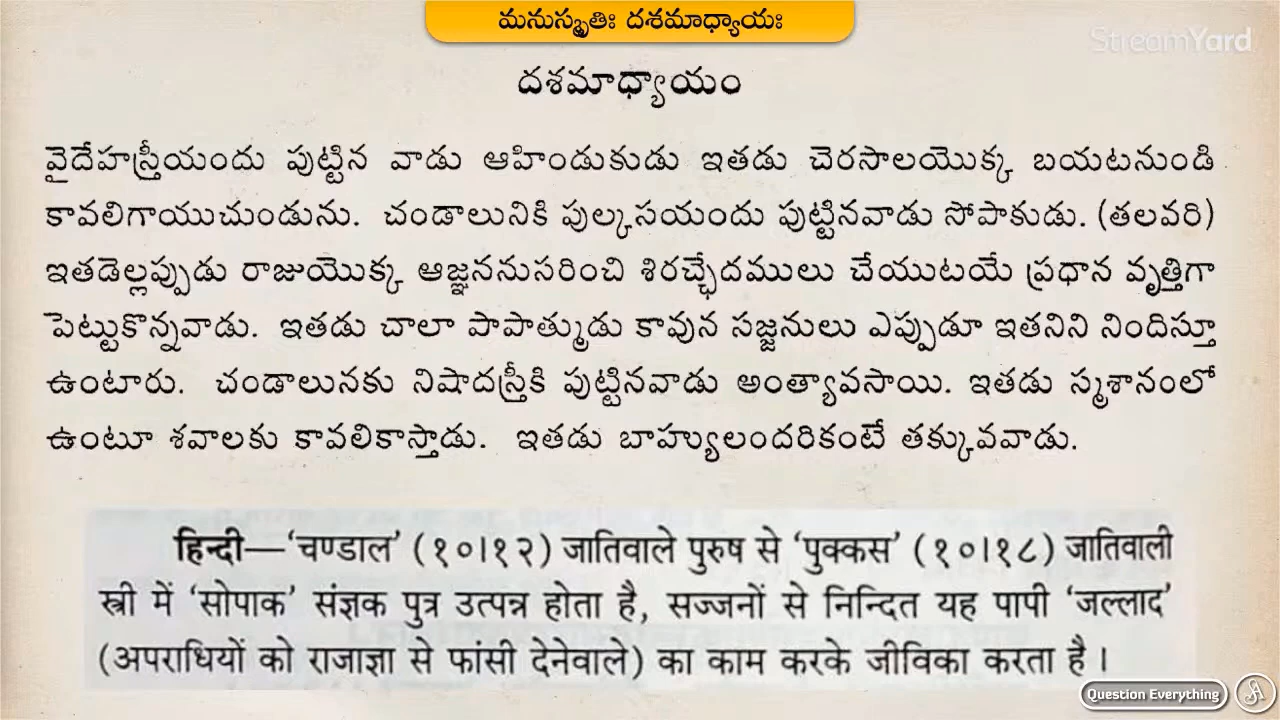 మనుస్మృతిః దశమాధ్యాయః
StreamYard
దశమాధ్యాయం
వైదేహస్త్రీయందు పుట్టిన వాడు ఆహిండుకుడు ఇతడు చెరసాలయొక్క బయటనుండి
కావలిగాయుచుండును. చండాలునికి పుల్కసయందు పుట్టినవాడు సోపాకుడు. (తలవరి)
ఇతడెల్లప్పుడు రాజుయొక్క ఆజ్ఞననుసరించి శిరచ్ఛేదములు చేయుటయే ప్రధాన వృత్తిగా
పెట్టుకొన్నవాడు. ఇతడు చాలా పాపాత్ముడు కావున సజ్జనులు ఎప్పుడూ ఇతనిని నిందిస్తూ
ఉంటారు. చండాలునకు నిషాదస్త్రీకి పుట్టినవాడు అంత్యావసాయి. ఇతడు స్మశానంలో
ఉంటూ శవాలకు కావలికాస్తాడు. ఇతడు బాహ్యులందరికంటే తక్కువవాడు.
हिन्दी—‘चण्डाल’ (१०।१२) जातिवाले पुरुष से ‘पुक्कस’ (१०।१८) जातिवाली
स्त्री में ‘सोपाक’ संज्ञक पुत्र उत्पन्न होता है, सज्जनों से निन्दित यह पापी ‘जल्लाद’
(अपराधियों को राजाज्ञा से फांसी देनेवाले) का काम करके जीविका करता है।
Question Everything